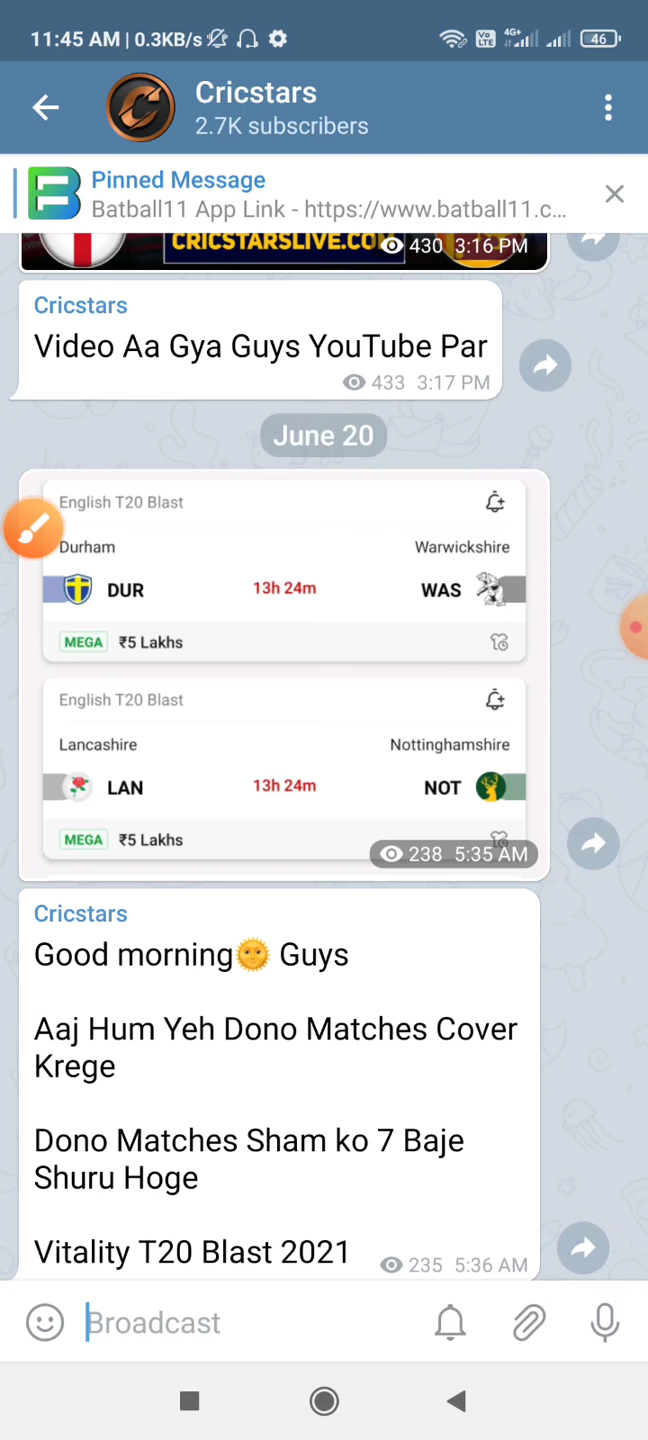 11:45 AM | 0.3KB/s
Vo LTE
4G+
46
Cricstars
2.7K subscribers
Pinned Message
Batball11 App Link - https://www.batball11.c...
CRICSTARSLIVE.COM
430 3:16 PM
Cricstars
Video Aa Gya Guys YouTube Par
433 3:17 PM
June 20
English T20 Blast
Durham Warwickshire
DUR 13h 24m WAS
MEGA ₹5 Lakhs
English T20 Blast
Lancashire Nottinghamshire
LAN 13h 24m NOT
MEGA ₹5 Lakhs
238 5:35 AM
Cricstars
Good morning🌞 Guys
Aaj Hum Yeh Dono Matches Cover
Krege
Dono Matches Sham ko 7 Baje
Shuru Hoge
Vitality T20 Blast 2021
235 5:36 AM
Broadcast